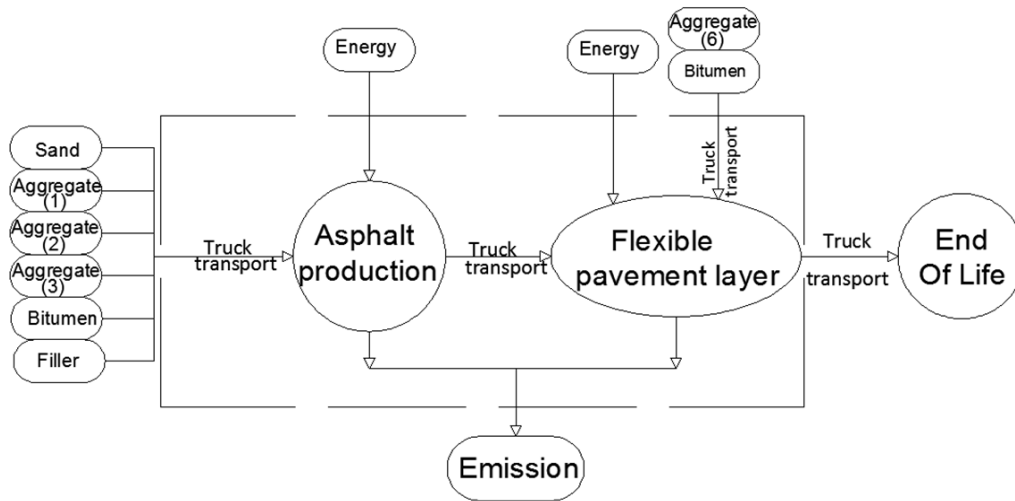 Energy
Energy
Aggregate
(6)
Bitumen
Sand
Aggregate
(1)
Aggregate
(2)
Aggregate
(3)
Bitumen
Filler
Truck
transport
Asphalt
production
Truck
transport
Truck
transport
Flexible
pavement layer
Truck
transport
End
Of Life
Emission